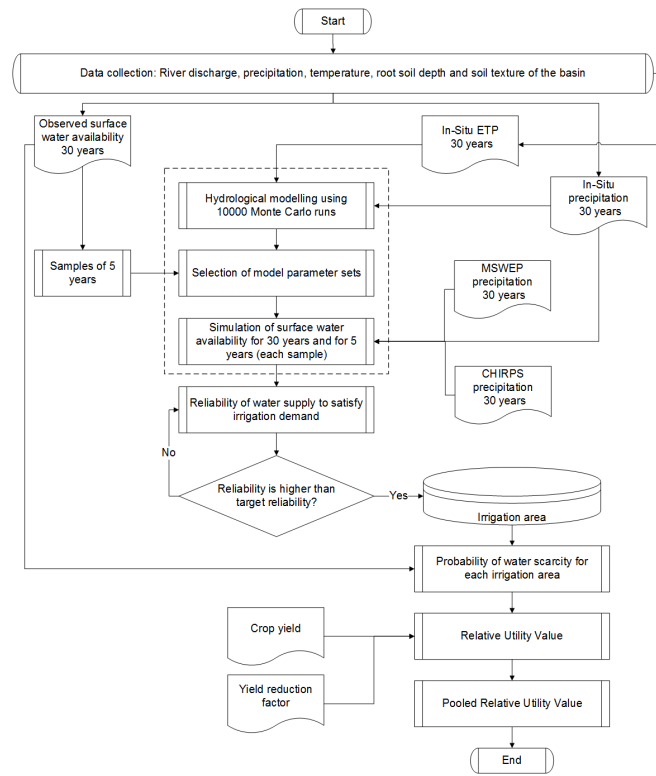 Start
Data collection: River discharge, precipitation, temperature, root soil depth and soil texture of the basin
Observed surface
water availability
30 years
In-Situ ETP
30 years
In-Situ
precipitation
30 years
Hydrological modelling using
10000 Monte Carlo runs
Samples of 5
years
Selection of model parameter sets
MSWEP
precipitation
30 years
Simulation of surface water
availability for 30 years and for 5
years (each sample)
CHIRPS
precipitation
30 years
Reliability of water supply to satisfy
irrigation demand
No
Reliability is higher than
target reliability?
Yes
Irrigation area
Probability of water scarcity for
each irrigation area
Crop yield
Relative Utility Value
Yield reduction
factor
Pooled Relative Utility Value
End